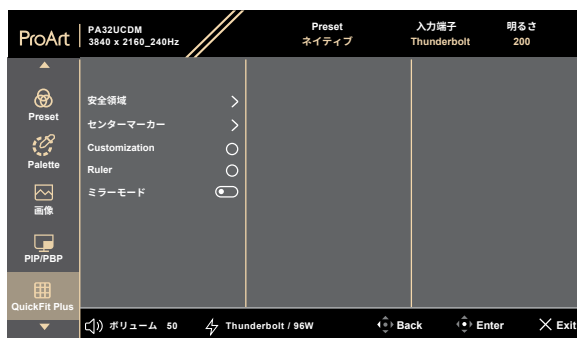 ProArt
PA32UCDM
3840 x 2160_240Hz
Preset
ネイティブ
入力端子
Thunderbolt
明るさ
200
Preset
Palette
画像
PIP/PBP
QuickFit Plus
安全領域
センターマーカー
Customization
Ruler
ミラーモード
ボリューム 50
Thunderbolt / 96W
Back
Enter
Exit